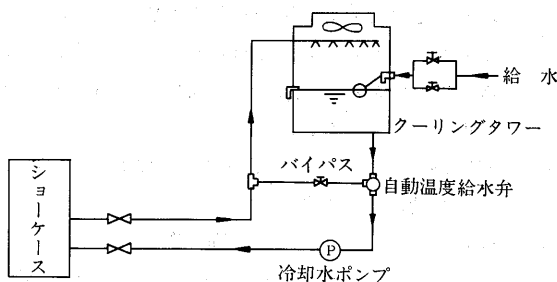 給水
クーリングタワー
バイパス
自動温度給水弁
ショーケース
P
冷却水ポンプ